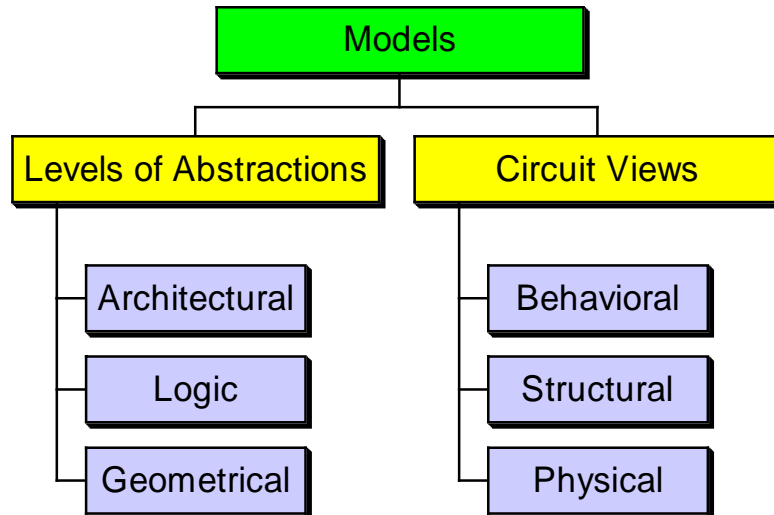 Models
Levels of Abstractions
Circuit Views
Architectural
Behavioral
Logic
Structural
Geometrical
Physical